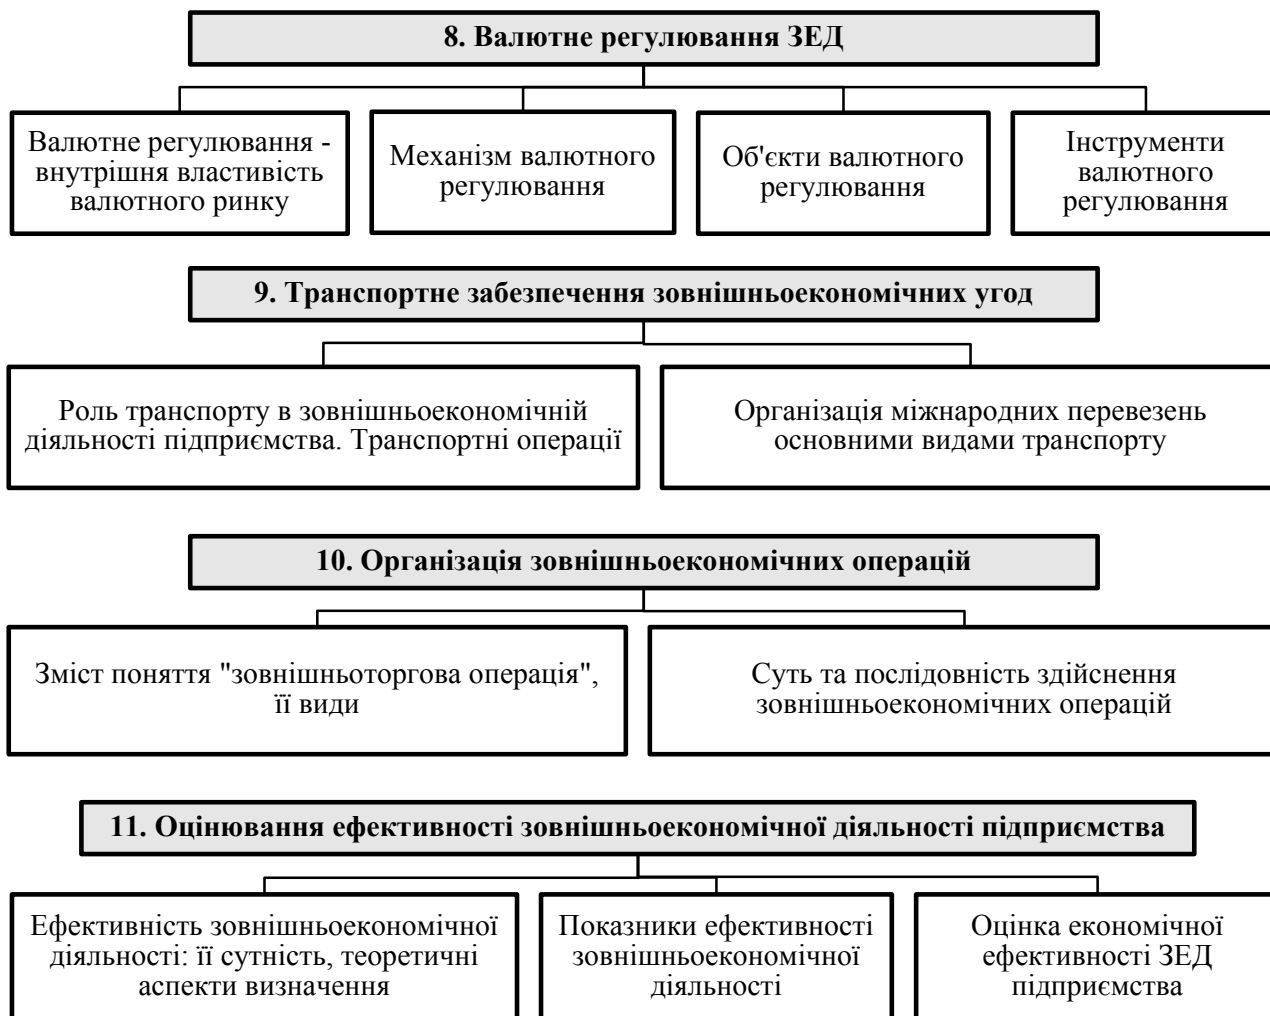 8. Валютне регулювання ЗЕД
Валютне регулювання -
внутрішня властивість
валютного ринку
Механізм валютного
регулювання
Об'єкти валютного
регулювання
Інструменти
валютного
регулювання
9. Транспортне забезпечення зовнішньоекономічних угод
Роль транспорту в зовнішньоекономічній
діяльності підприємства. Транспортні операції
Організація міжнародних перевезень
основними видами транспорту
10. Організація зовнішньоекономічних операцій
Зміст поняття "зовнішньоторгова операція",
її види
Суть та послідовність здійснення
зовнішньоекономічних операцій
11. Оцінювання ефективності зовнішньоекономічної діяльності підприємства
Ефективність зовнішньоекономічної
діяльності: її сутність, теоретичні
аспекти визначення
Показники ефективності
зовнішньоекономічної
діяльності
Оцінка економічної
ефективності ЗЕД
підприємства